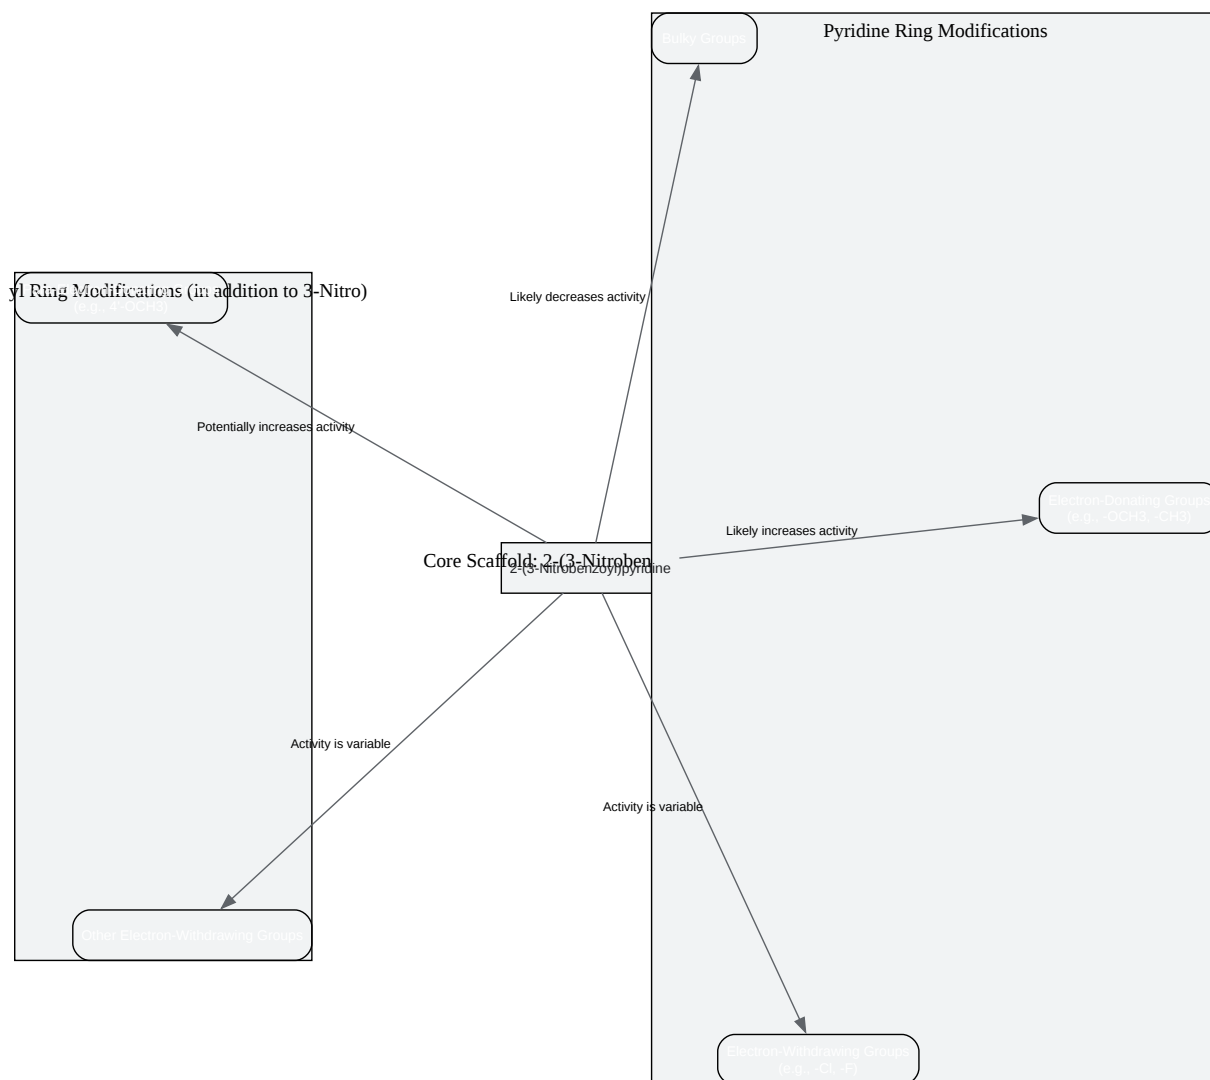 Bulky Groups
Pyridine Ring Modifications
yl Ring Modifications (in addition to 3-Nitro)
(e.g., 4-OCH3)
Likely decreases activity
Potentially increases activity
Electron-Donating Groups
(e.g., -OCH3, -CH3)
Likely increases activity
Core Scaffold: 2-(3-Nitroben
2-(3-Nitrobenzoyl)pyridine
Activity is variable
Activity is variable
Other Electron-Withdrawing Groups
Electron-Withdrawing Groups
(e.g., -Cl, -F)